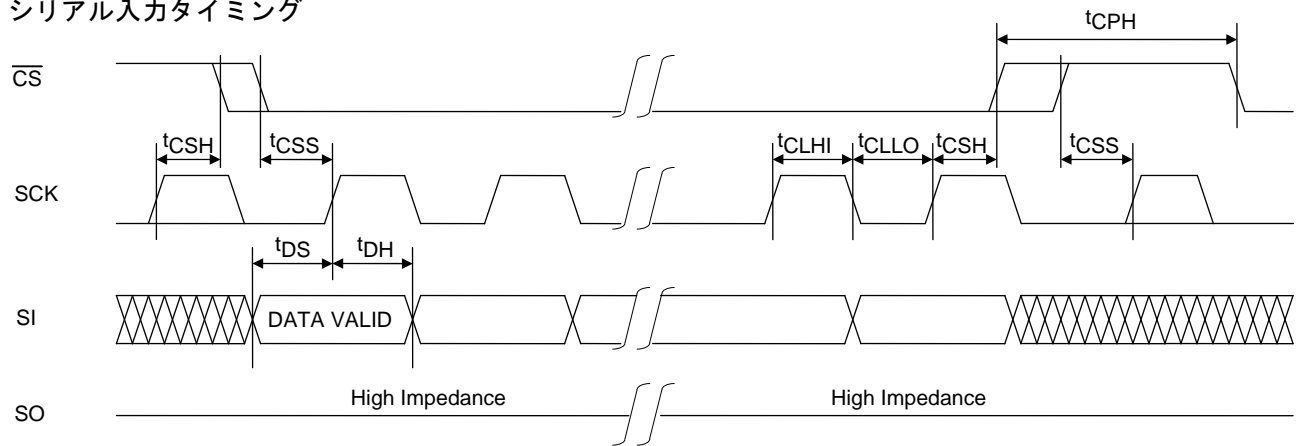 シリアル入力タイミング
tCPH
CS
tCSH
tCSS
tCLHI
tCLLO
tCSH
tCSS
SCK
tDS
tDH
SI
DATA VALID
High Impedance
High Impedance
SO